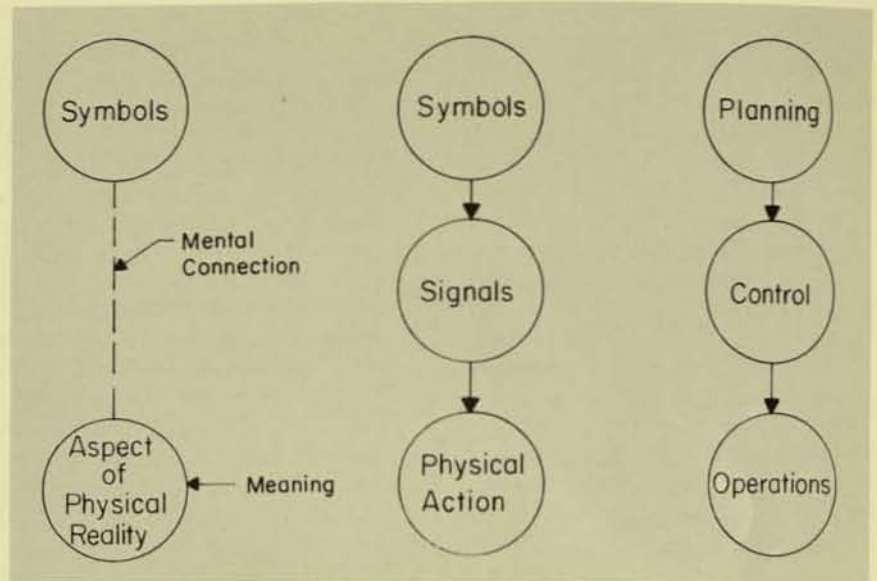 Symbols
Mental
Connection
Aspect
of
Physical
Reality
Meaning
Symbols
Signals
Physical
Action
Planning
Control
Operations